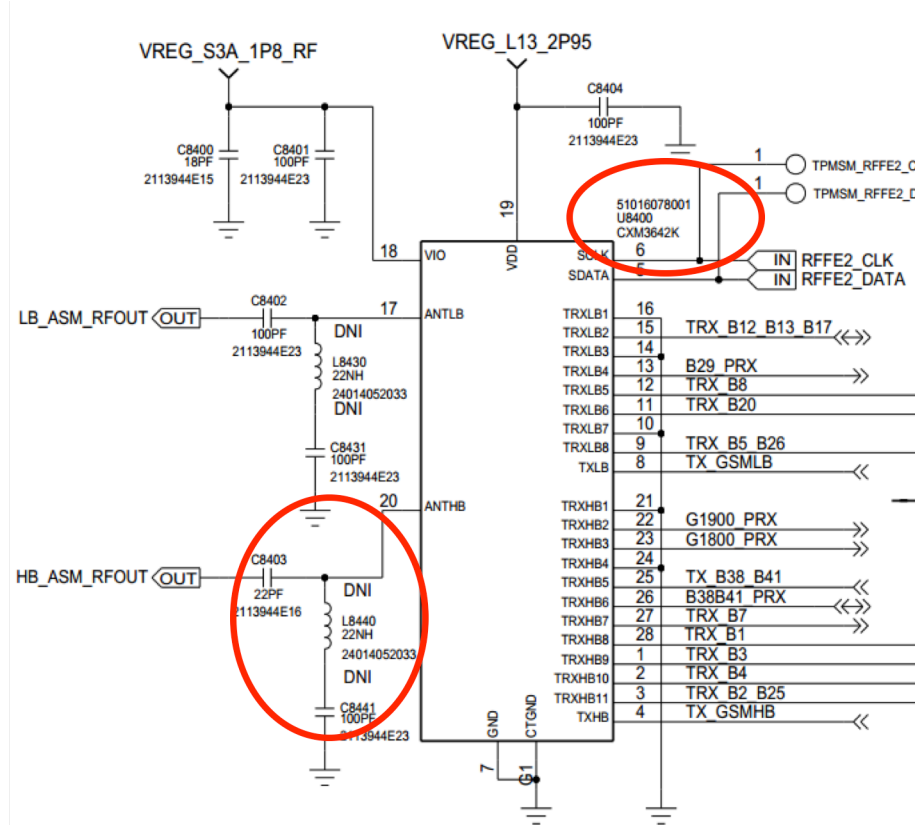 VREG_S3A_1P8_RF
VREG_L13_2P95
C8404
100PF
2113944E23
C8400
18PF
2113944E15
C8401
100PF
2113944E23
1
TPMSM_RFFE2_C
1
TPMSM_RFFE2_D
51016078001
U8400
CXM3642K
19
18
VIO
VDD
SCLK
6
IN
RFFE2_CLK
SDATA
5
IN
RFFE2_DATA
LB_ASM_RFOUT
OUT
C8402
100PF
2113944E23
17
ANTLB
DNI
L8430
22NH
24014052033
DNI
C8431
100PF
2113944E23
TRXLB1
16
TRXLB2
15
TRX_B12_B13_B17
TRXLB3
14
TRXLB4
13
B29_PRX
TRXLB5
12
TRX_B8
TRXLB6
11
TRX_B20
TRXLB7
10
TRXLB8
9
TRX_B5_B26
TXLB
8
TX_GSMLB
20
ANTHB
HB_ASM_RFOUT
OUT
C8403
22PF
2113944E16
DNI
L8440
22NH
24014052033
DNI
C8441
100PF
2113944E23
TRXHB1
21
TRXHB2
22
G1900_PRX
TRXHB3
23
G1800_PRX
TRXHB4
24
TRXHB5
25
TX_B38_B41
TRXHB6
26
B38B41_PRX
TRXHB7
27
TRX_B7
TRXHB8
28
TRX_B1
TRXHB9
1
TRX_B3
TRXHB10
2
TRX_B4
TRXHB11
3
TRX_B2_B25
TXHB
4
TX_GSMHB
GND
CTGND
7
G1